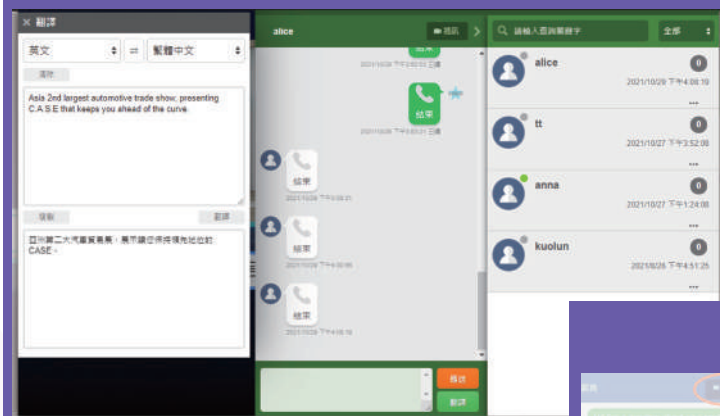 × 翻譯
英文
繁體中文
清除
Asia 2nd largest automotive trade show, presenting
C.A.S.E that keeps you ahead of the curve.
翻譯
亞洲第二大汽車貿易展,展示讓您保持領先地位的
CASE。
alice
視訊
結束
結束
結束
結束
結束
翻譯
請輸入查詢關鍵字
全部
alice
0
2021/10/29 下午4:08:19
...
tt
0
2021/10/27 下午3:52:08
...
anna
0
2021/10/27 下午1:24:08
...
kuolun
0
2021/8/26 下午4:51:25
...